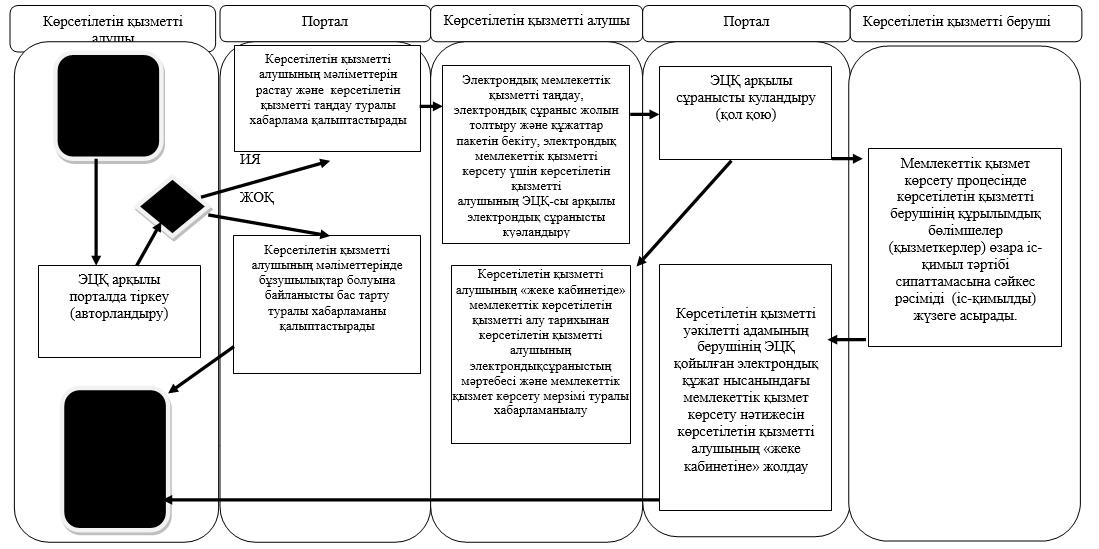 Көрсетілетін қызметті
алушы
Портал
Көрсетілетін қызметті алушы
Портал
Көрсетілетін қызметті беруші
ЭЦҚ арқылы
порталда тіркеу
(авторландыру)
Көрсетілетін қызметті
алушының мәліметтерін
растау және көрсетілетін
қызметті таңдау туралы
хабарлама қалыптастырады
ИЯ
ЖОҚ
Көрсетілетін қызметті
алушының мәліметтерінде
бұзушылықтар болуына
байланысты бас тарту
туралы хабарламаны
қалыптастырады
Электрондық мемлекеттік
қызметті таңдау,
электрондық сұраныс жолын
толтыру және құжаттар
пакетін бекіту, электрондық
мемлекеттік қызметті
көрсету үшін көрсетілетін
қызметті
алушының ЭЦҚ-сы арқылы
электрондық сұранысты
куәландыру
Көрсетілетін қызметті
алушының «жеке кабинетіде»
мемлекеттік көрсетілетін
қызметті алу тарихынан
көрсетілетін қызметті
алушының
электрондықсұраныстың
мәртебесі және мемлекеттік
қызмет көрсету мерзімі туралы
хабарламаныалу
ЭЦҚ арқылы
сұранысты куландыру
(қол қою)
Көрсетілетін қызметті
уәкілетті адамының
берушінің ЭЦҚ
қойылған электрондық
құжат нысанындағы
мемлекеттік қызмет
көрсету нәтижесін
көрсетілетін қызметті
алушының «жеке
кабинетіне» жолдау
Мемлекеттік қызмет
көрсету процесінде
көрсетілетін қызметті
берушінің құрылымдық
бөлімшелер
(қызметкерлер) өзара іс-
қимыл тәртібі
сипаттамасына сәйкес
рәсіміді (іс-қимылды)
жүзеге асырады.